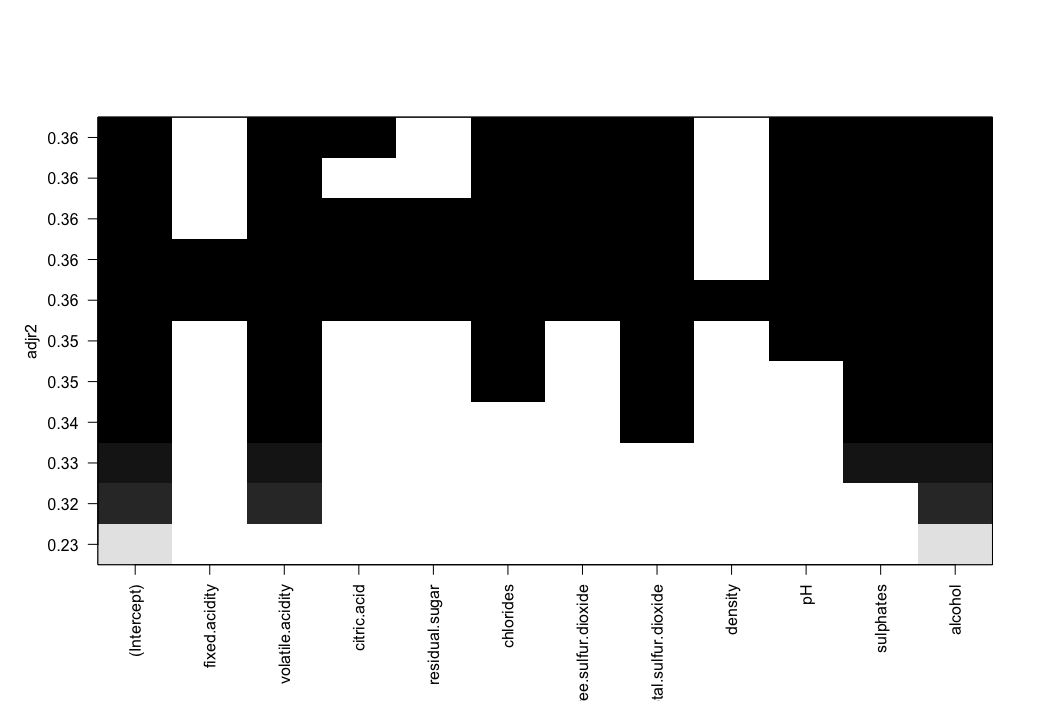 0.36
0.36
0.36
0.36
0.36
0.35
0.35
0.34
0.33
0.32
0.23
adjr2
(Intercept)
fixed.acidity
volatile.acidity
citric.acid
residual.sugar
chlorides
ee.sulfur.dioxide
tal.sulfur.dioxide
density
pH
sulphates
alcohol